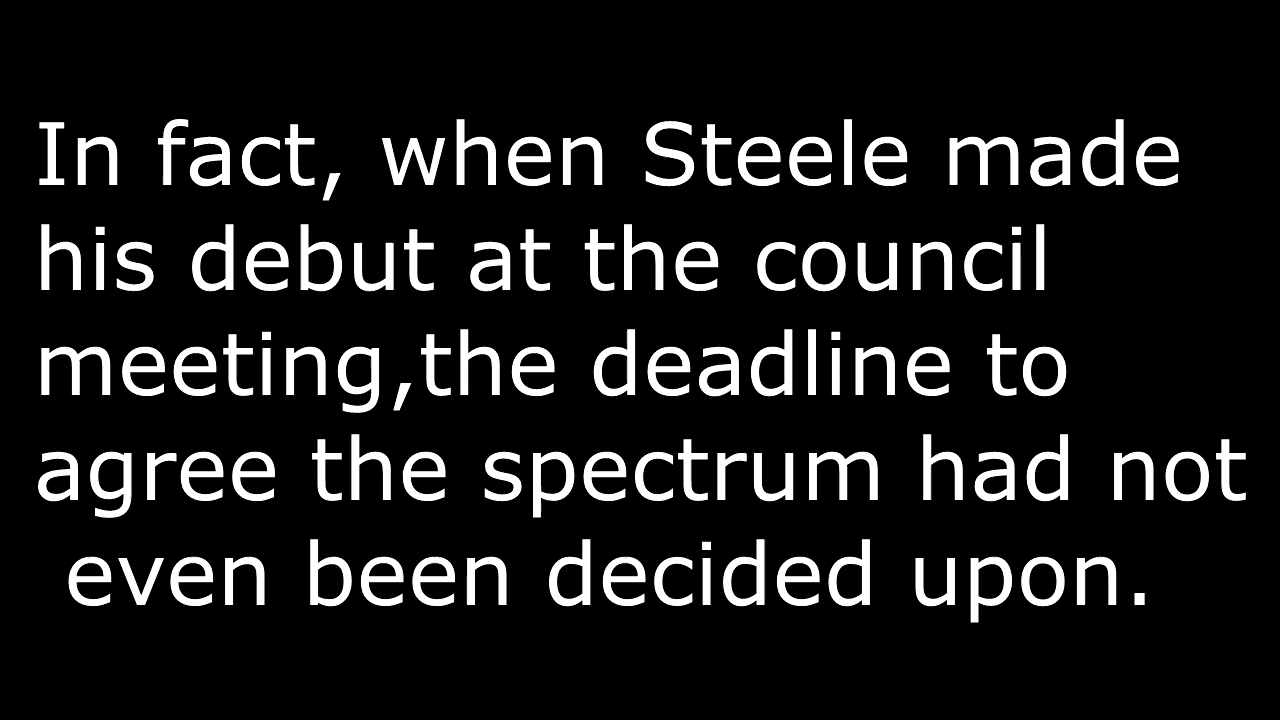 In fact, when Steele made
his debut at the council
meeting,the deadline to
agree the spectrum had not
even been decided upon.